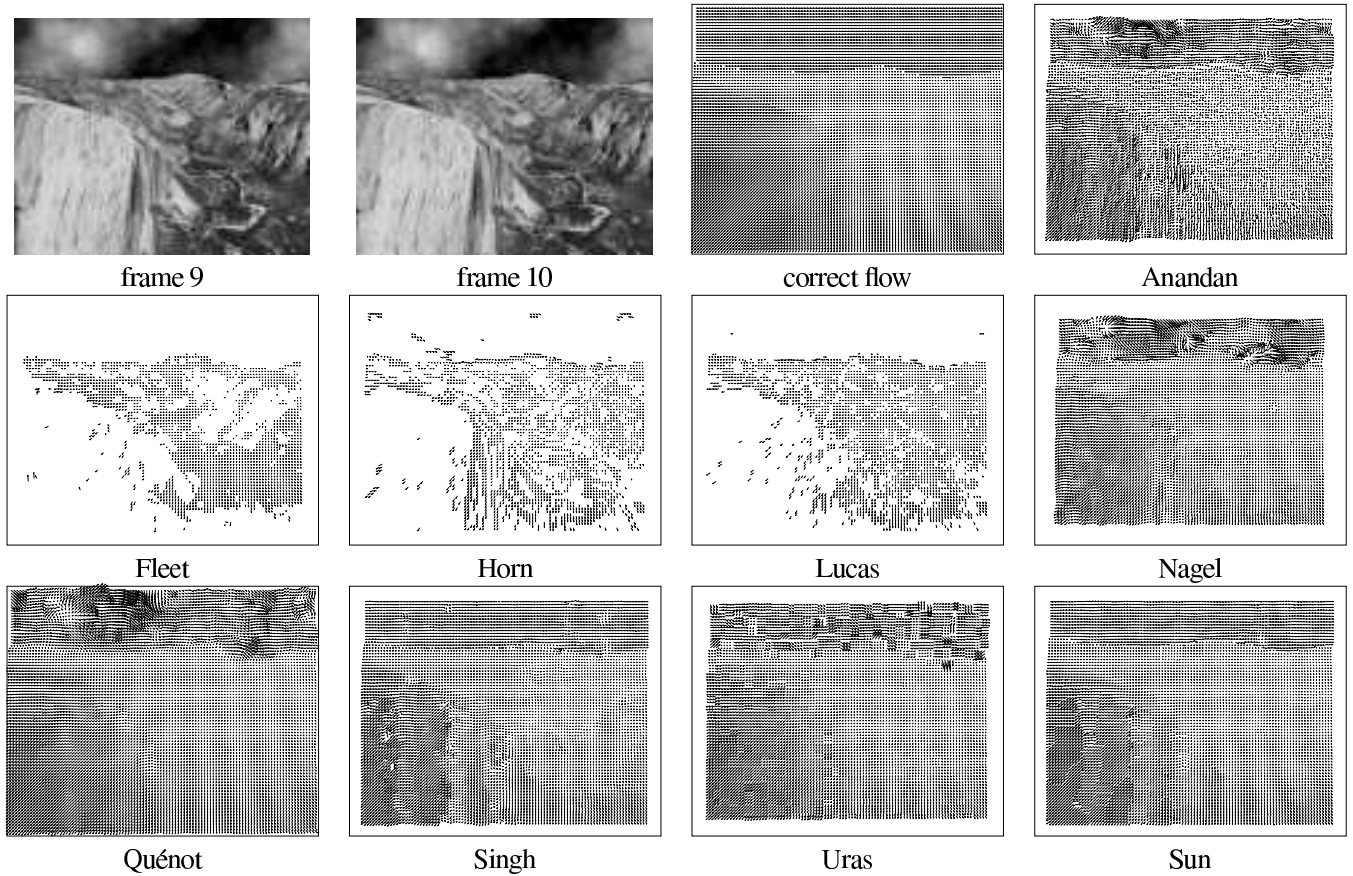 frame 9
frame 10
correct flow
Anandan
Fleet
Horn
Lucas
Nagel
Quénot
Singh
Uras
Sun